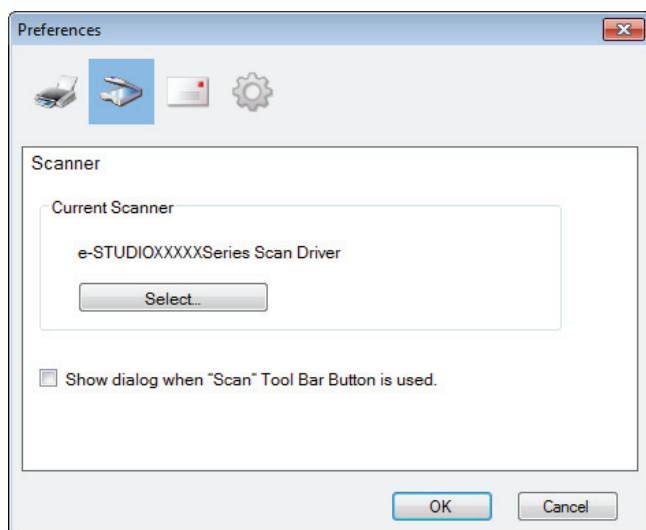 Preferences
Scanner
Current Scanner
e-STUDIOXXXXXSeries Scan Driver
Select...
Show dialog when "Scan" Tool Bar Button is used.
OK
Cancel